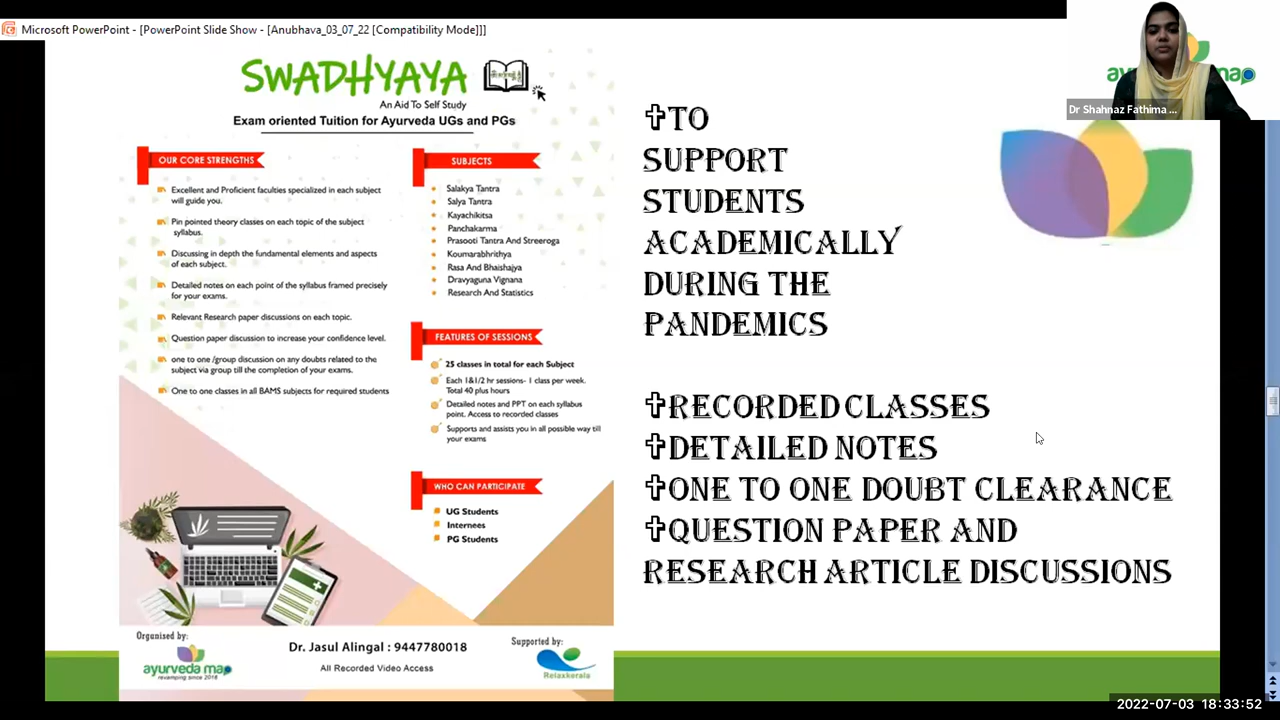 Microsoft PowerPoint - [PowerPoint Slide Show - [Anubhava_03_07_22 [Compatibility Mode]]]
Dr Shahnaz Fathima ...
SWADHYAYA
An Aid To Self Study
Exam oriented Tuition for Ayurveda UGs and PGs
OUR CORE STRENGTHS
Excellent and Proficient faculties specialized in each subject
will guide you.
Pin pointed theory classes on each topic of the subject
syllabus.
Discussing in depth the fundamental elements and aspects
of each subject.
Detailed notes on each point of the syllabus framed precisely
for your exams.
Relevant Research paper discussions on each topic.
Question paper discussion to increase your confidence level.
one to one /group discussion on any doubts related to the
subject via group till the completion of your exams.
One to one classes in all BAMS subjects for required students
SUBJECTS
Salakya Tantra
Salya Tantra
Kayachikitsa
Panchakarma
Prasooti Tantra And Streeroga
Koumarabhrithya
Rasa And Bhaishajya
Dravyaguna Vignana
Research And Statistics
FEATURES OF SESSIONS
25 classes in total for each Subject
Each 1&1/2 hr sessions- 1 class per week.
Total 40 plus hours
Detailed notes and PPT on each syllabus
point. Access to recorded classes
Supports and assists you in all possible way till
your exams
WHO CAN PARTICIPATE
UG Students
Internees
PG Students
Organised by:
ayurveda map
revamping since 2016
Dr. Jasul Alingal : 9447780018
All Recorded Video Access
Supported by:
Relaxkerala
TO
SUPPORT
STUDENTS
ACADEMICALLY
DURING THE
PANDEMICS
RECORDED CLASSES
DETAILED NOTES
ONE TO ONE DOUBT CLEARANCE
QUESTION PAPER AND
RESEARCH ARTICLE DISCUSSIONS
2022-07-03 18:33:52